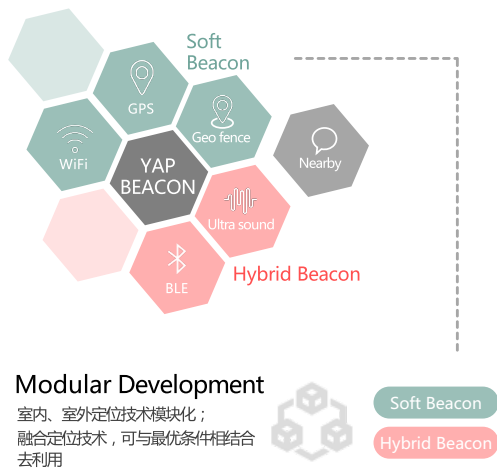 Soft
Beacon
GPS
Geo fence
WiFi
YAP
BEACON
Nearby
Ultra sound
BLE
Hybrid Beacon
Modular Development
室内、室外定位技术模块化；
融合定位技术，可与最优条件相结合
去利用
Soft Beacon
Hybrid Beacon